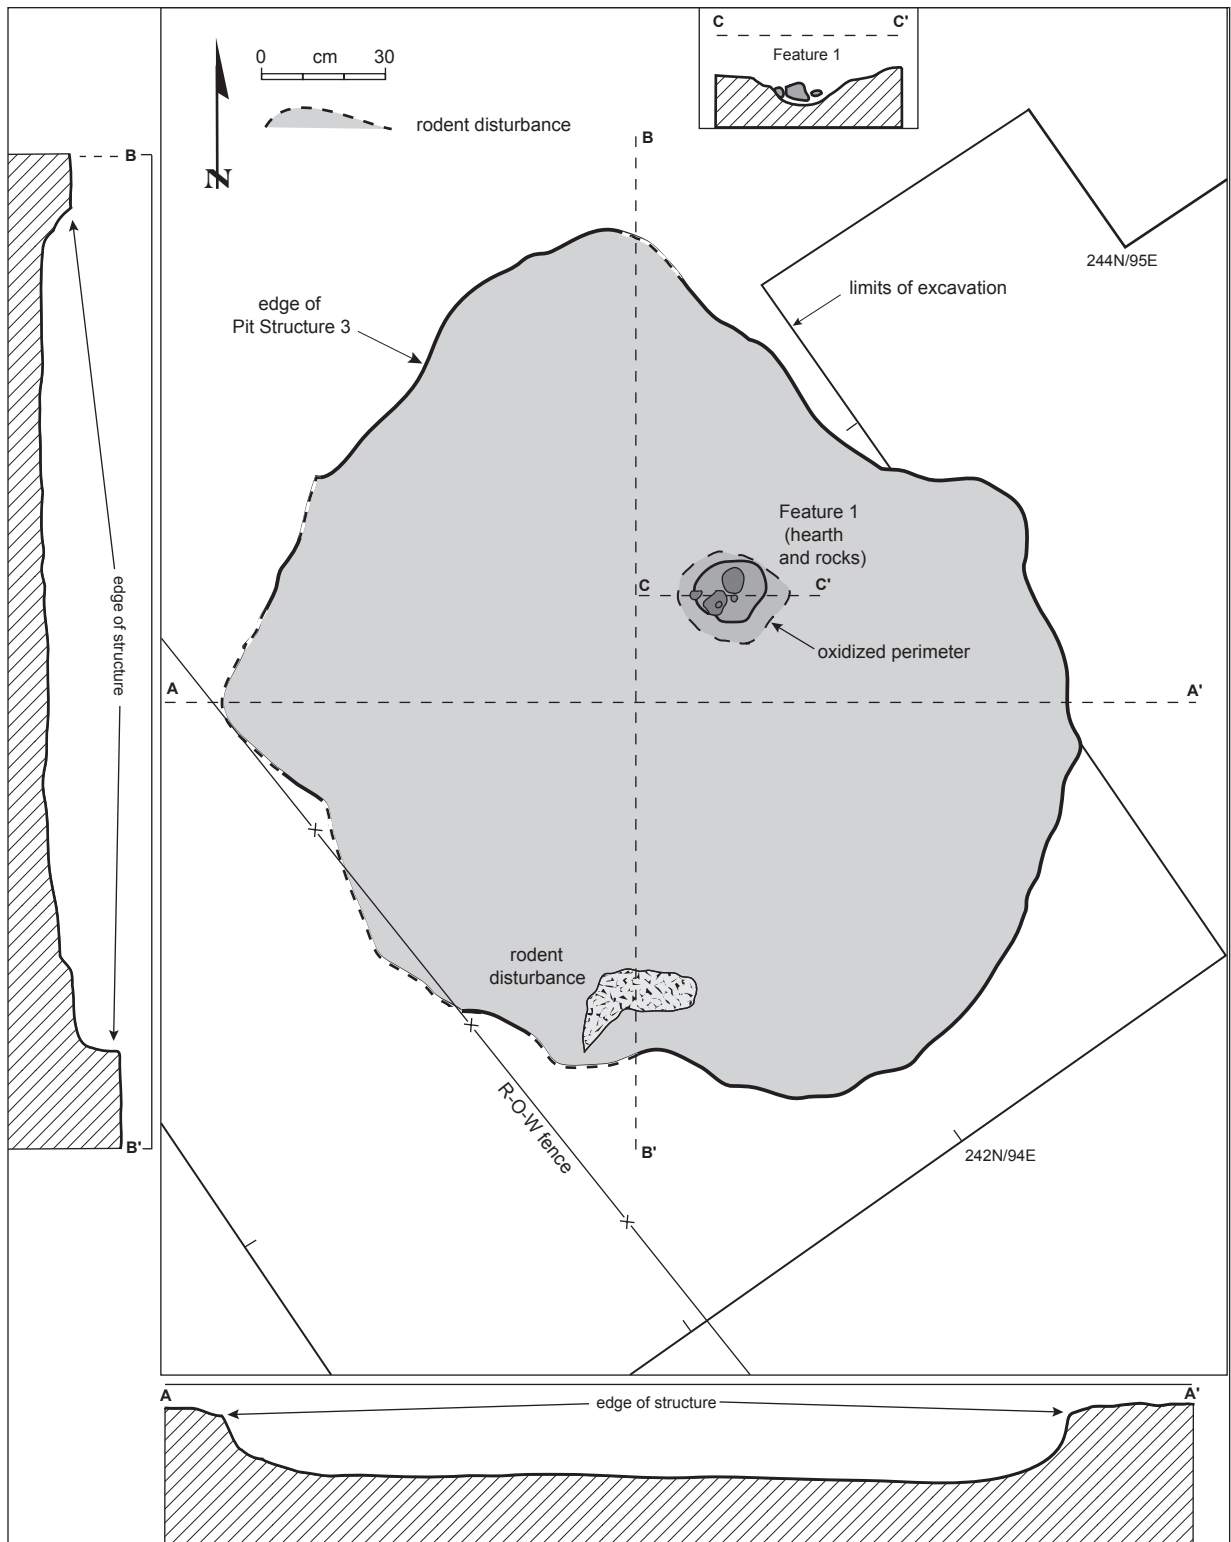 C C'
Feature 1
0 cm 30
rodent disturbance
N
B
B
244N/95E
limits of excavation
edge of
Pit Structure 3
Feature 1
(hearth
and rocks)
C C'
oxidized perimeter
edge of structure
A A'
rodent
disturbance
R-O-W fence
B'
B'
242N/94E
A A'
edge of structure